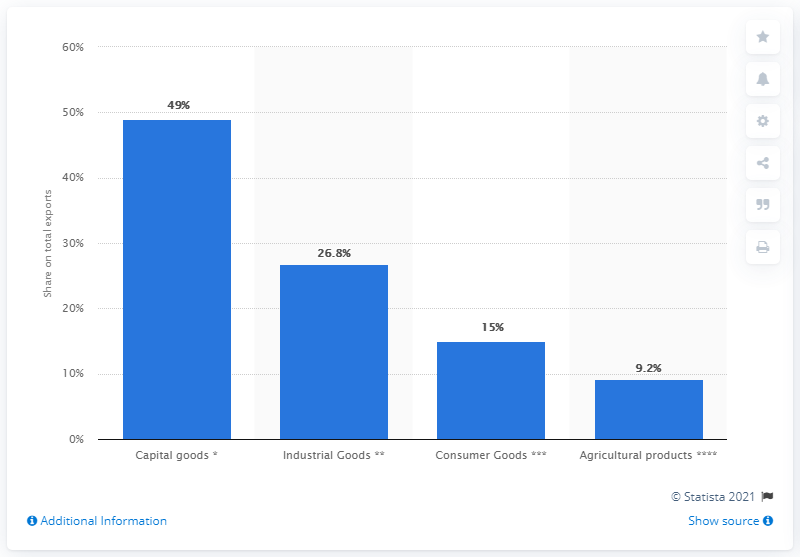 60%
50%
40%
30%
20%
10%
0%
Share on total exports
49%
26.8%
15%
9.2%
Capital goods *
Industrial Goods **
Consumer Goods ***
Agricultural products ****
© Statista 2021
Additional Information
Show source